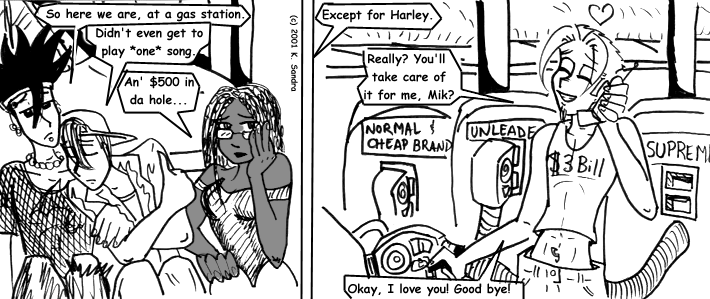 So here we are, at a gas station.
Didn't even get to
play *one* song.
An' $500 in
da hole...
(c) 2001 K. Sandra
Except for Harley.
Really? You'll
take care of
it for me, Mik?
NORMAL &
CHEAP BRAND
UNLEADE
SUPREM
$3 Bill
Okay, I love you! Good bye!